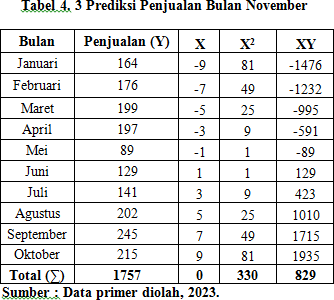 Tabel 4. 3 Prediksi Penjualan Bulan November
Bulan Penjualan (Y) X X² XY
Januari 164 -9 81 -1476
Februari 176 -7 49 -1232
Maret 199 -5 25 -995
April 197 -3 9 -591
Mei 89 -1 1 -89
Juni 129 1 1 129
Juli 141 3 9 423
Agustus 202 5 25 1010
September 245 7 49 1715
Oktober 215 9 81 1935
Total (∑) 1757 0 330 829
Sumber : Data primer diolah, 2023.